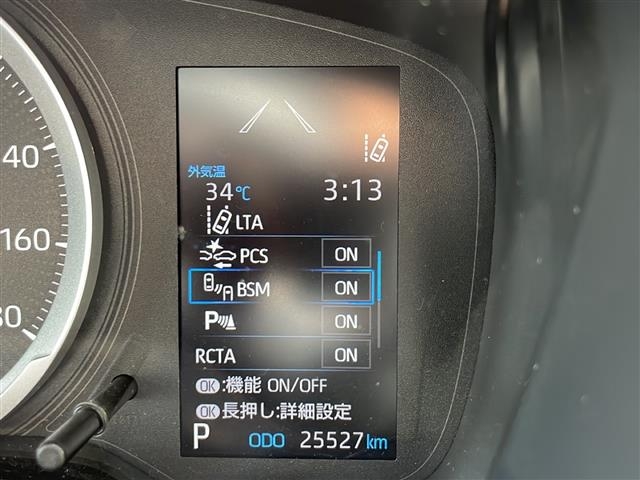 外気温
34℃ 3:13
LTA
PCS ON
BSM ON
P ON
RCTA ON
OK:機能 ON/OFF
OK長押し:詳細設定
P ODO 25527km
40
160
80